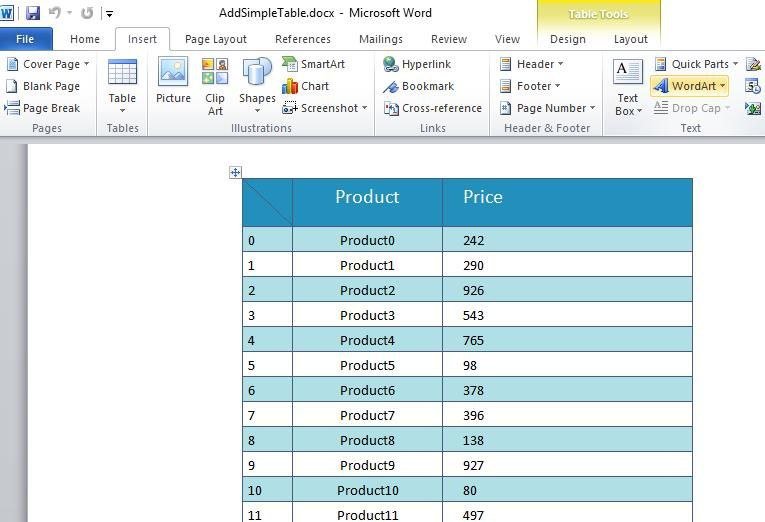 W AddSimpleTable.docx - Microsoft Word Table Tools
File Home Insert Page Layout References Mailings Review View Design Layout
Cover Page SmartArt Hyperlink Header Quick Parts
Blank Page Chart Bookmark Footer WordArt
Page Break Table Picture Clip Art Shapes Screenshot Cross-reference Page Number A Text Box Drop Cap
Pages Tables Illustrations Links Header & Footer Text
Product Price
0 Product0 242
1 Product1 290
2 Product2 926
3 Product3 543
4 Product4 765
5 Product5 98
6 Product6 378
7 Product7 396
8 Product8 138
9 Product9 927
10 Product10 80
11 Product11 497